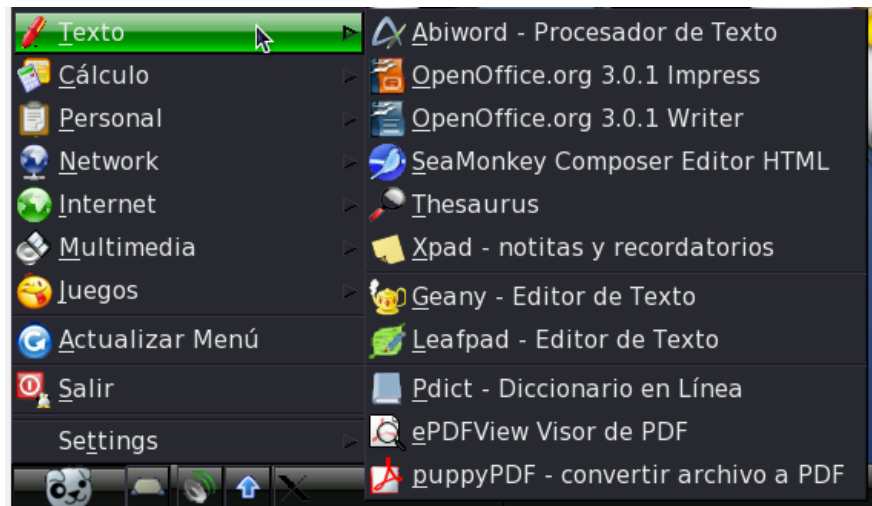 Texto
Cálculo
Personal
Network
Internet
Multimedia
Juegos
Actualizar Menú
Salir
Settings
Abiword - Procesador de Texto
OpenOffice.org 3.0.1 Impress
OpenOffice.org 3.0.1 Writer
SeaMonkey Composer Editor HTML
Thesaurus
Xpad - notitas y recordatorios
Geany - Editor de Texto
Leafpad - Editor de Texto
Pdict - Diccionario en Línea
ePDFView Visor de PDF
puppyPDF - convertir archivo a PDF